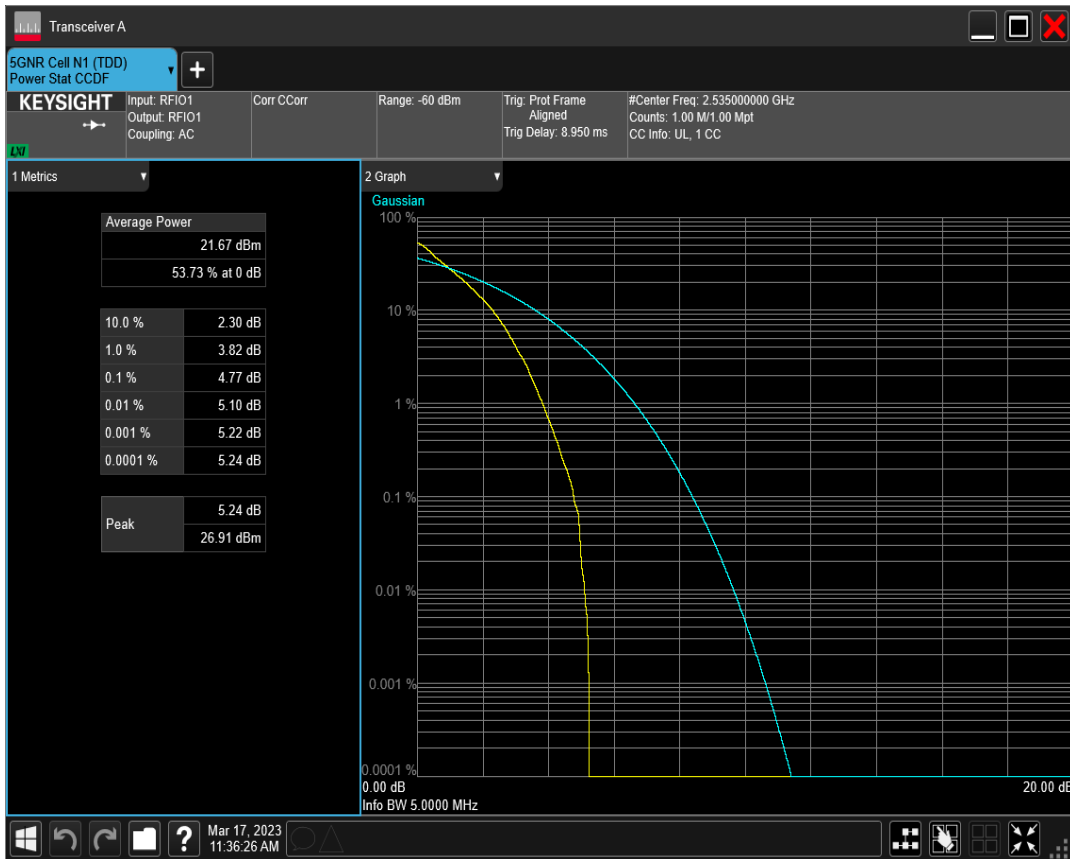 Transceiver A
5GNR Cell N1 (TDD)
Power Stat CCDF
KEYSIGHT
LXI
Input: RFIO1
Output: RFIO1
Coupling: AC
Corr CCorr
Range: -60 dBm
Trig: Prot Frame
Aligned
Trig Delay: 8.950 ms
#Center Freq: 2.535000000 GHz
Counts: 1.00 M/1.00 Mpt
CC Info: UL, 1 CC
1 Metrics
Average Power
21.67 dBm
53.73 % at 0 dB
10.0 % 2.30 dB
1.0 % 3.82 dB
0.1 % 4.77 dB
0.01 % 5.10 dB
0.001 % 5.22 dB
0.0001 % 5.24 dB
Peak
5.24 dB
26.91 dBm
2 Graph
Gaussian
100 %
10 %
1 %
0.1 %
0.01 %
0.001 %
0.0001 %
0.00 dB 20.00 dB
Info BW 5.0000 MHz
?
Mar 17, 2023
11:36:26 AM